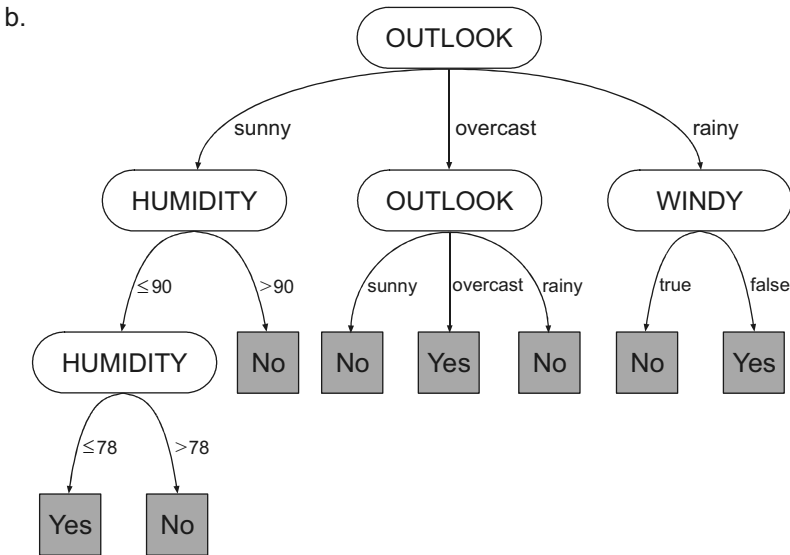 b.
OUTLOOK
sunny overcast rainy
HUMIDITY OUTLOOK WINDY
≤90 >90 sunny overcast rainy true false
HUMIDITY No No Yes No No Yes
≤78 >78
Yes No